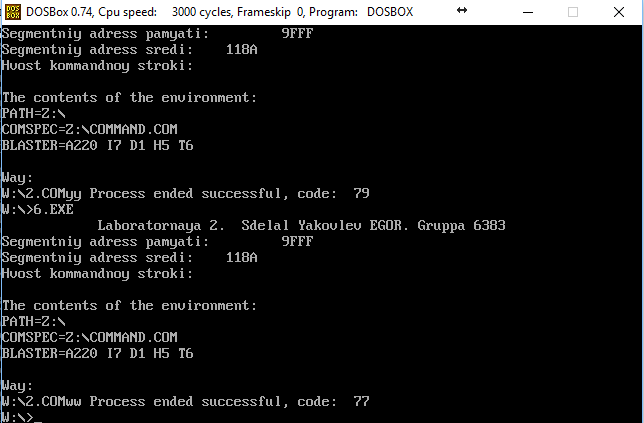 DOS
BOX
DOSBox 0.74, Cpu speed: 3000 cycles, Frameskip 0, Program: DOSBOX
Segmentniy adress pamyati: 9FFF
Segmentniy adress sredi: 118A
Hvost kommandnoy stroki:
The contents of the environment:
PATH=Z:\
COMSPEC=Z:\COMMAND.COM
BLASTER=A220 I7 D1 H5 T6
Way:
W:\2.COMyy Process ended successful, code: 79
W:\>6.EXE
Laboratornaya 2. Sdelal Yakovlev EGOR. Gruppa 6383
Segmentniy adress pamyati: 9FFF
Segmentniy adress sredi: 118A
Hvost kommandnoy stroki:
The contents of the environment:
PATH=Z:\
COMSPEC=Z:\COMMAND.COM
BLASTER=A220 I7 D1 H5 T6
Way:
W:\2.COMww Process ended successful, code: 77
W:\>_